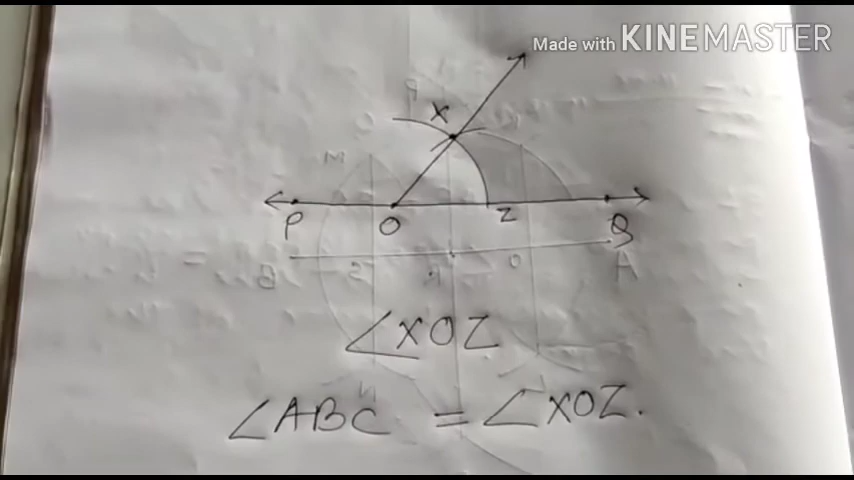 Made with KINEMASTER
X
P O Z Q
∠XOZ
∠ABC = ∠XOZ.